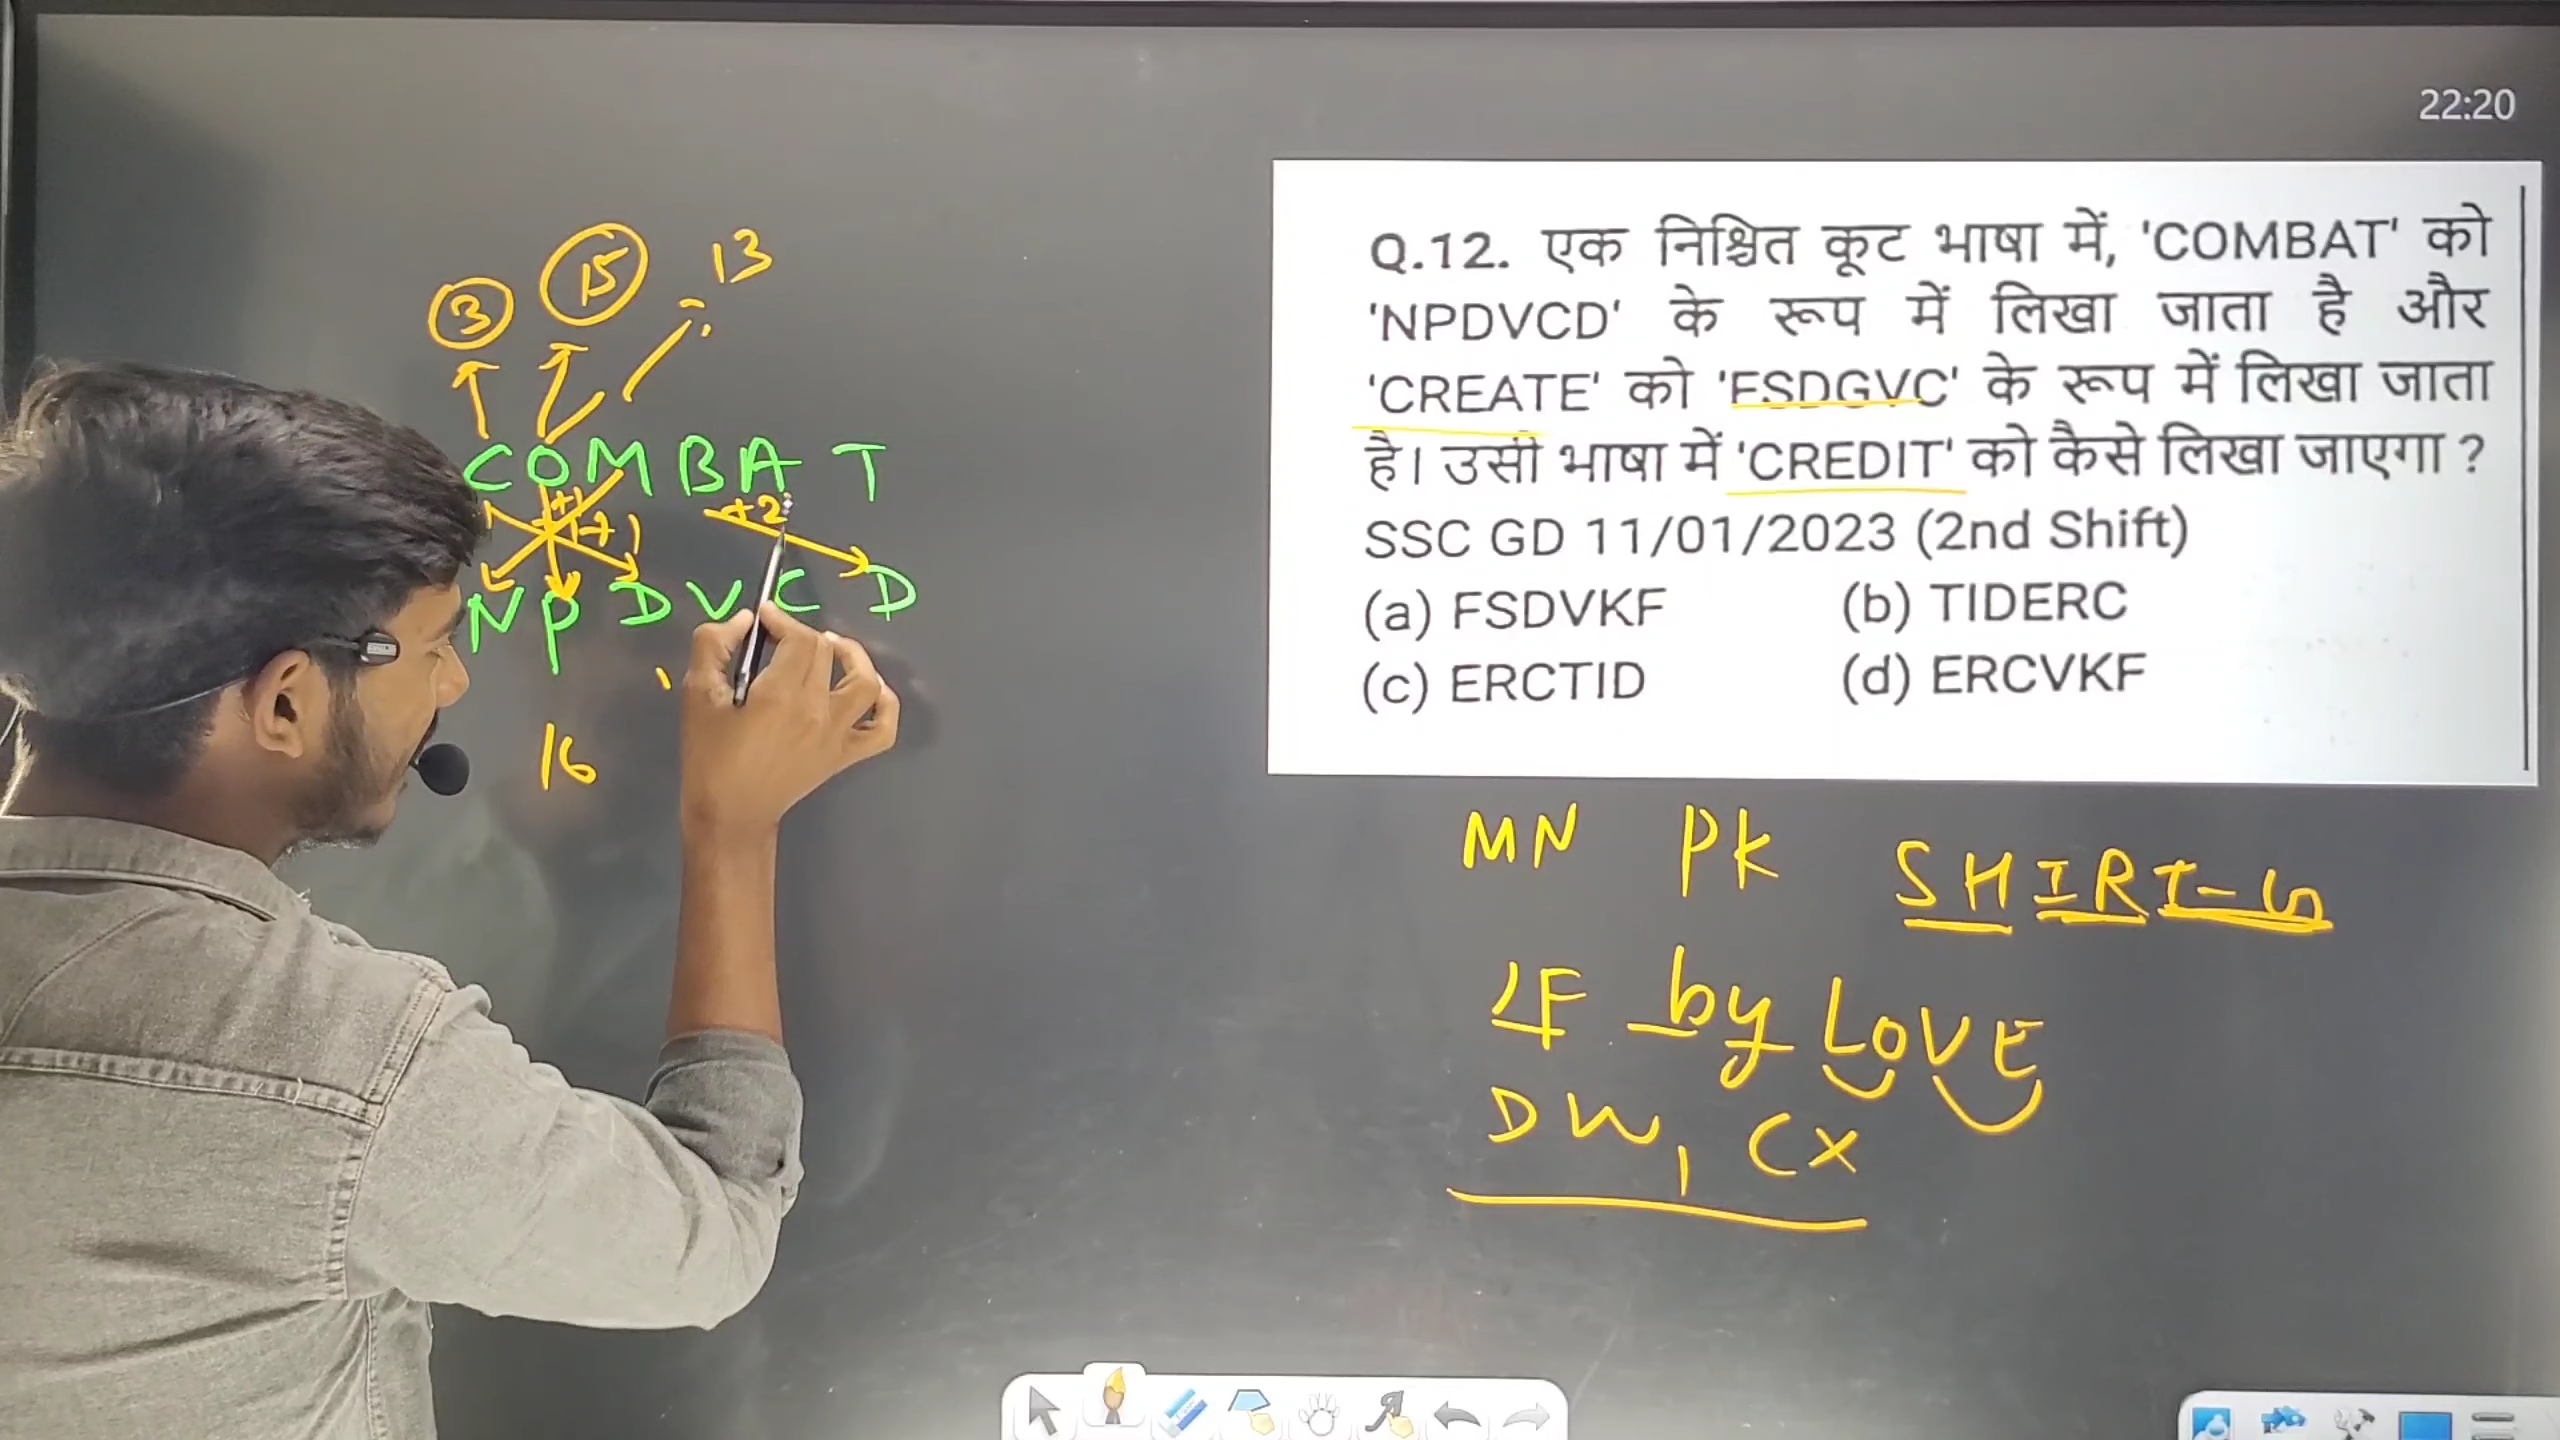 22:20
Q.12. एक निश्चित कूट भाषा में, 'COMBAT' को
'NPDVCD' के रूप में लिखा जाता है और
'CREATE' को 'FSDGVC' के रूप में लिखा जाता
है। उसी भाषा में 'CREDIT' को कैसे लिखा जाएगा ?
SSC GD 11/01/2023 (2nd Shift)
(a) FSDVKF (b) TIDERC
(c) ERCTID (d) ERCVKF
3 15 13
COMBAT
+1 +1 +2
NPDVCD
16
MN PK SHIRT-G
LF by LOVE
DW, CX